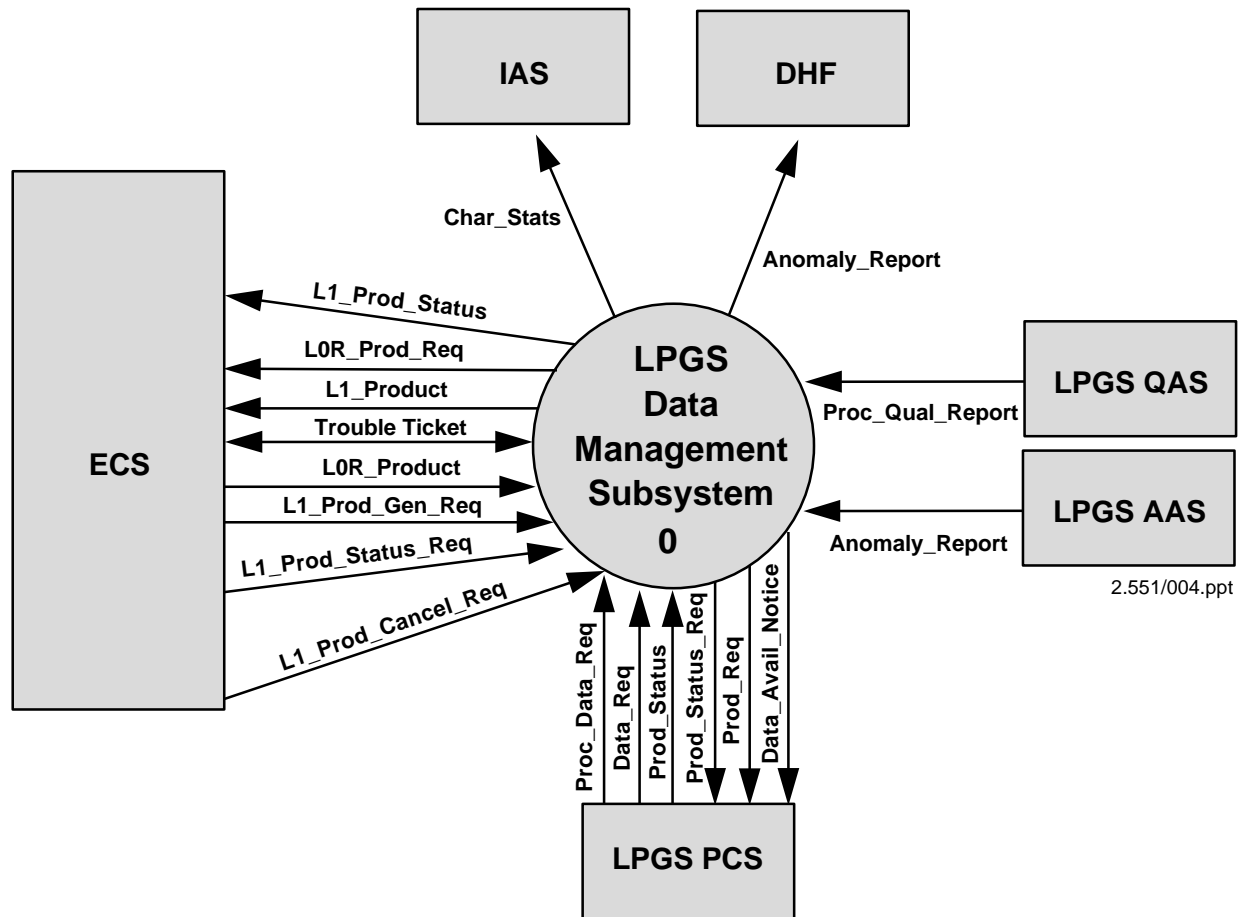 IAS
DHF
Char_Stats
Anomaly_Report
L1_Prod_Status
L0R_Prod_Req
L1_Product
Trouble Ticket
ECS
L0R_Product
L1_Prod_Gen_Req
L1_Prod_Status_Req
L1_Prod_Cancel_Req
LPGS
Data
Management
Subsystem
0
LPGS QAS
Proc_Qual_Report
LPGS AAS
Anomaly_Report
2.551/004.ppt
Proc_Data_Req
Data_Req
Prod_Status
Prod_Status_Req
Prod_Req
Data_Avail_Notice
LPGS PCS